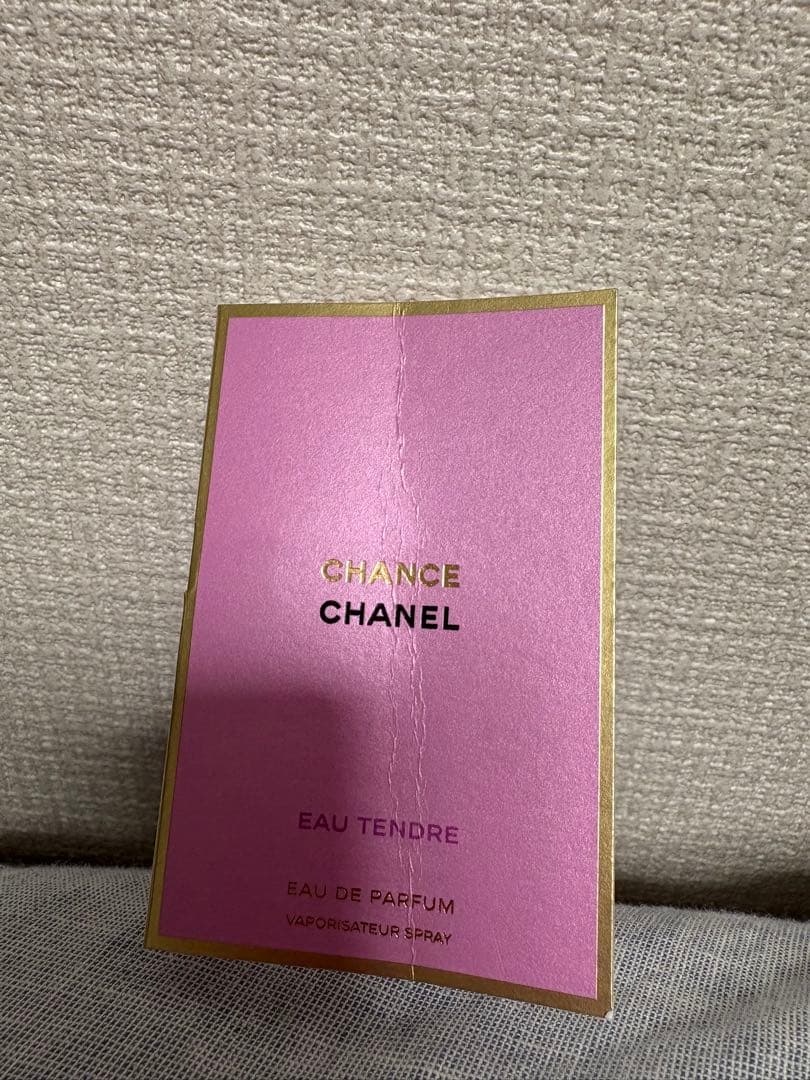 CHANCE
CHANEL
EAU TENDRE
EAU DE PARFUM
VAPORISATEUR SPRAY